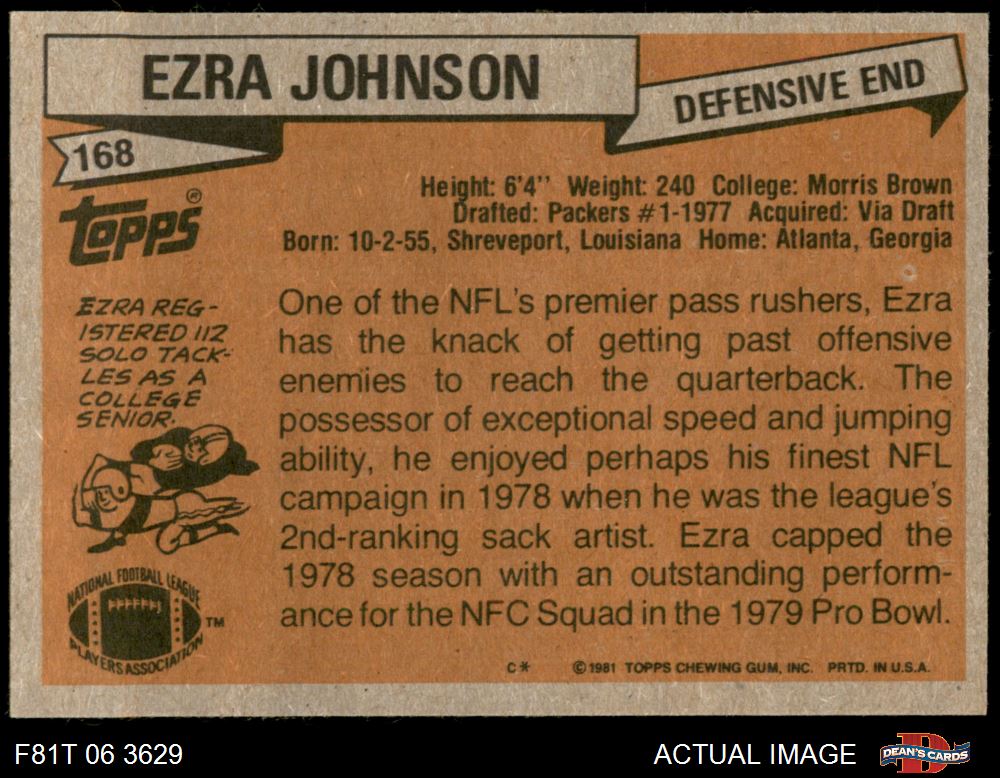 EZRA JOHNSON
DEFENSIVE END
168
Topps®
Height: 6'4'' Weight: 240 College: Morris Brown
Drafted: Packers #1-1977 Acquired: Via Draft
Born: 10-2-55, Shreveport, Louisiana Home: Atlanta, Georgia
EZRA REG-
ISTERED 112
SOLO TACK-
LES AS A
COLLEGE
SENIOR.
One of the NFL's premier pass rushers, Ezra
has the knack of getting past offensive
enemies to reach the quarterback. The
possessor of exceptional speed and jumping
ability, he enjoyed perhaps his finest NFL
campaign in 1978 when he was the league's
2nd-ranking sack artist. Ezra capped the
1978 season with an outstanding perform-
ance for the NFC Squad in the 1979 Pro Bowl.
NATIONAL FOOTBALL LEAGUE
PLAYERS ASSOCIATION
TM
C* ©1981 TOPPS CHEWING GUM, INC. PRTD. IN U.S.A.
F81T 06 3629
ACTUAL IMAGE
D
DEAN'S CARDS